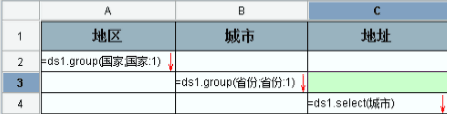 A B C
1 地区 城市 地址
2 =ds1.group(国家;国家:1)
3 =ds1.group(省份;省份:1)
4 =ds1.select(城市)